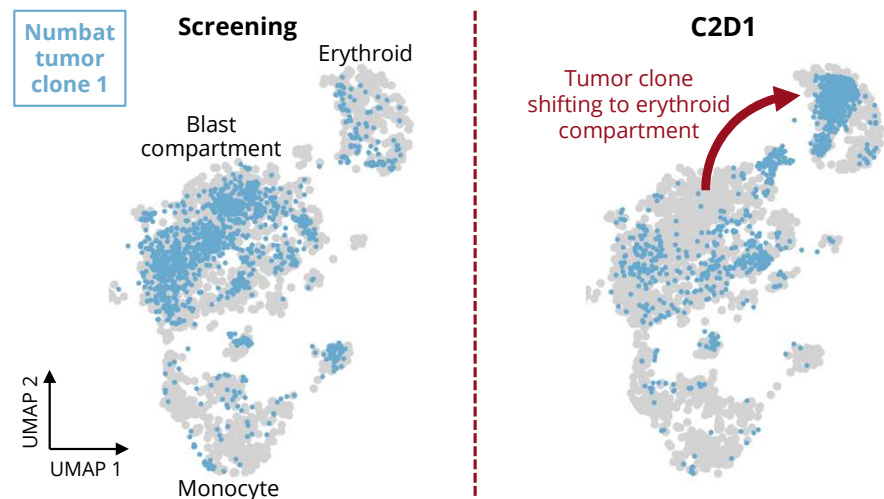 Numbat
tumor
clone 1
Screening
Erythroid
Blast
compartment
Monocyte
UMAP 2
UMAP 1
C2D1
Tumor clone
shifting to erythroid
compartment